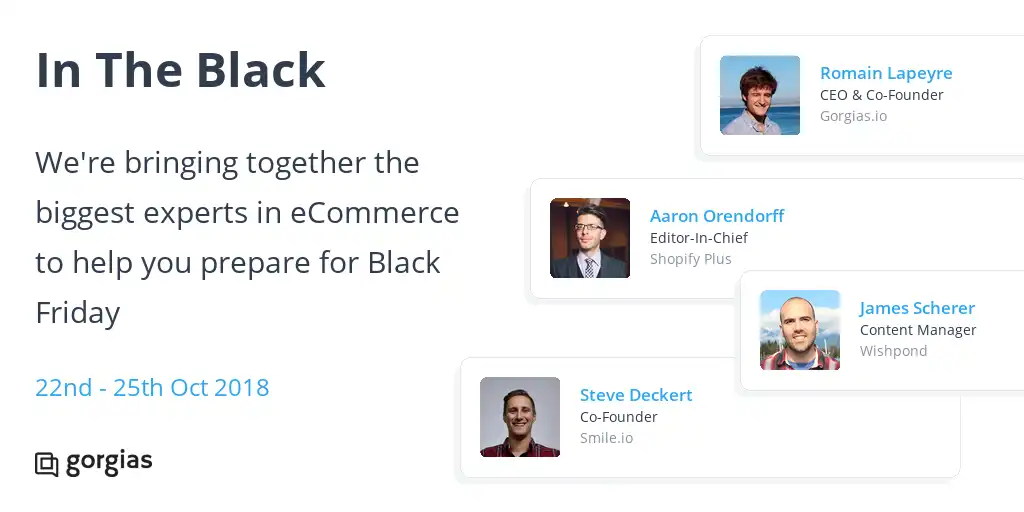 In The Black
We're bringing together the
biggest experts in eCommerce
to help you prepare for Black
Friday
22nd - 25th Oct 2018
gorgias
Romain Lapeyre
CEO & Co-Founder
Gorgias.io
Aaron Orendorff
Editor-In-Chief
Shopify Plus
James Scherer
Content Manager
Wishpond
Steve Deckert
Co-Founder
Smile.io